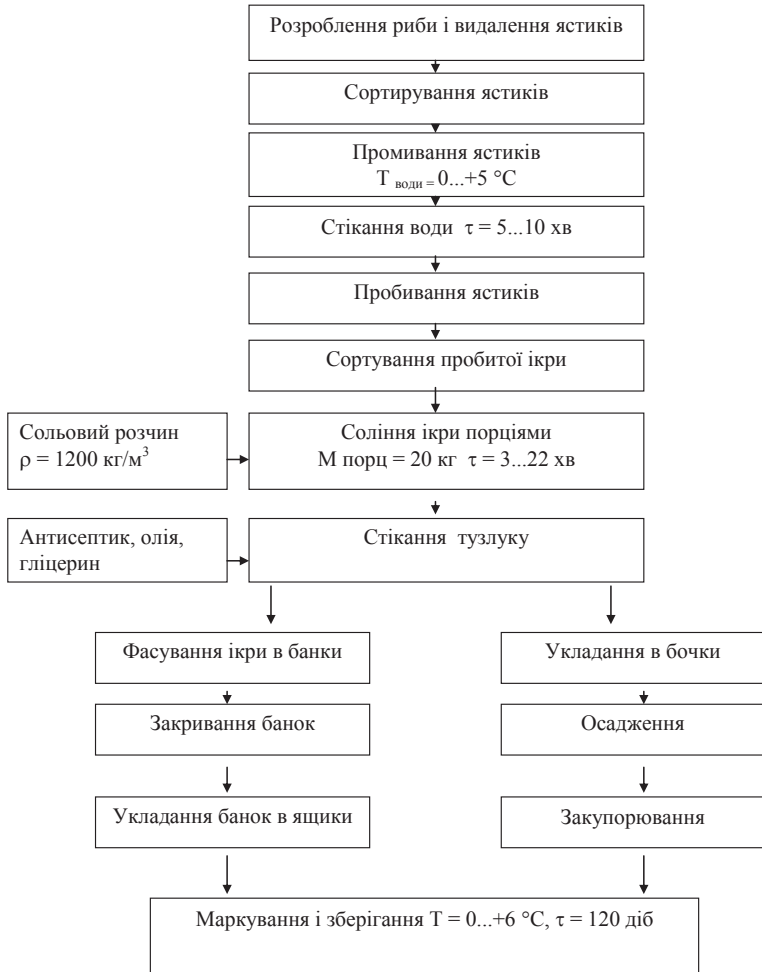 Розроблення риби і видалення ястиків
Сортирування ястиків
Промивання ястиків
Т води = 0...+5 °С
Стікання води τ = 5...10 хв
Пробивання ястиків
Сортування пробитої ікри
Сольовий розчин
ρ = 1200 кг/м³
Соління ікри порціями
М порц = 20 кг τ = 3...22 хв
Антисептик, олія,
гліцерин
Стікання тузлуку
Фасування ікри в банки
Укладання в бочки
Закривання банок
Осадження
Укладання банок в ящики
Закупорювання
Маркування і зберігання Т = 0...+6 °С, τ = 120 діб